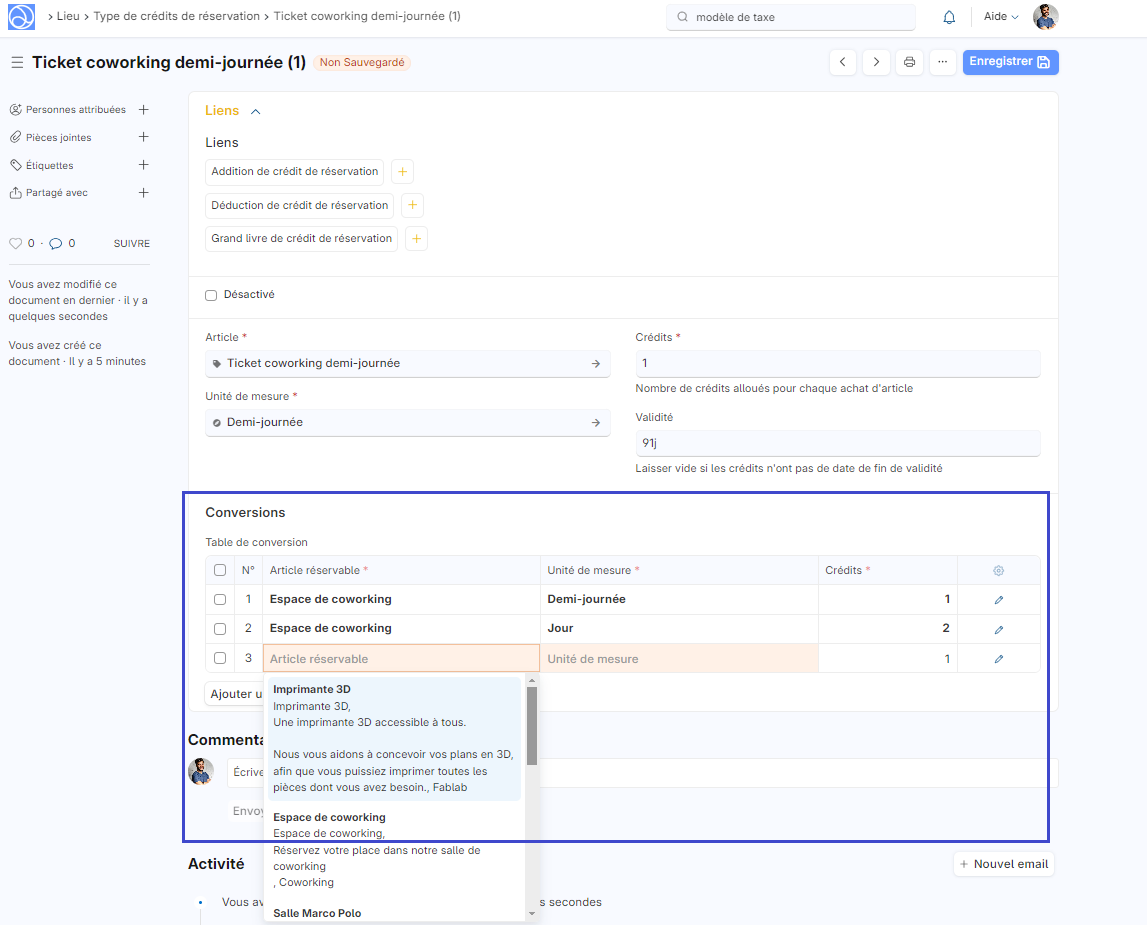 Lieu > Type de crédits de réservation > Ticket coworking demi-journée (1)
modèle de taxe
Aide
Ticket coworking demi-journée (1)
Non Sauvegardé
Enregistrer
Personnes attribuées
Pièces jointes
Étiquettes
Partagé avec
0 · 0 SUIVRE
Vous avez modifié ce
document en dernier · il y a
quelques secondes
Vous avez créé ce
document · Il y a 5 minutes
Liens
Liens
Addition de crédit de réservation
Déduction de crédit de réservation
Grand livre de crédit de réservation
Désactivé
Article *
Ticket coworking demi-journée
Unité de mesure *
Demi-journée
Crédits *
1
Nombre de crédits alloués pour chaque achat d'article
Validité
91j
Laisser vide si les crédits n'ont pas de date de fin de validité
Conversions
Table de conversion
N° Article réservable * Unité de mesure * Crédits *
1 Espace de coworking Demi-journée 1
2 Espace de coworking Jour 2
3 Article réservable Unité de mesure 1
Ajouter u
Imprimante 3D
Imprimante 3D,
Une imprimante 3D accessible à tous.
Nous vous aidons à concevoir vos plans en 3D,
afin que vous puissiez imprimer toutes les
pièces dont vous avez besoin., Fablab
Espace de coworking
Espace de coworking,
Réservez votre place dans notre salle de
coworking
, Coworking
Salle Marco Polo
Commenta
Écrive
Envoy
Activité
+ Nouvel email
Vous av
s secondes